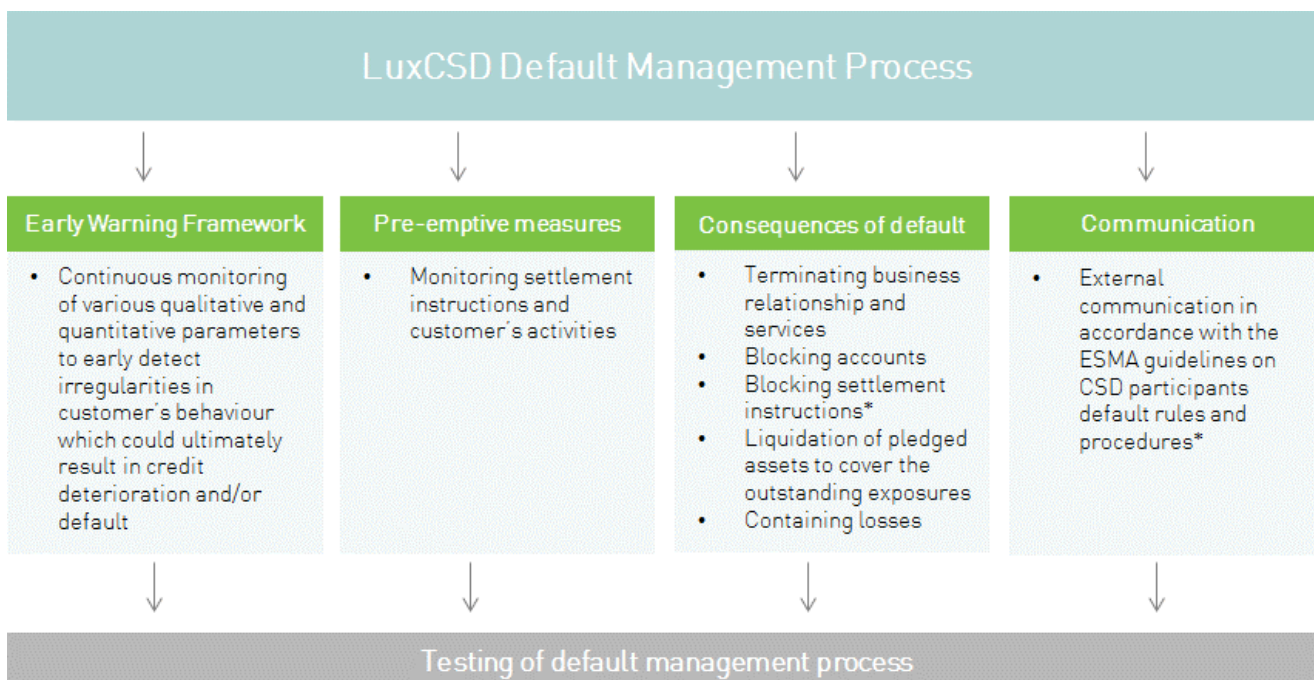 LuxCSD Default Management Process
Early Warning Framework
• Continuous monitoring
of various qualitative and
quantitative parameters
to early detect
irregularities in
customer´s behaviour
which could ultimately
result in credit
deterioration and/or
default
Pre-emptive measures
• Monitoring settlement
instructions and
customer´s activities
Consequences of default
• Terminating business
relationship and
services
• Blocking accounts
• Blocking settlement
instructions*
• Liquidation of pledged
assets to cover the
outstanding exposures
• Containing losses
Communication
• External
communication in
accordance with the
ESMA guidelines on
CSD participants
default rules and
procedures*
Testing of default management process